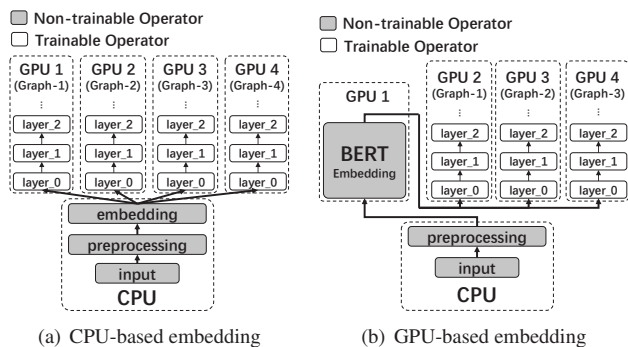 Non-trainable Operator
Trainable Operator
GPU 1
(Graph-1)
...
layer_2
layer_1
layer_0
GPU 2
(Graph-2)
...
layer_2
layer_1
layer_0
GPU 3
(Graph-3)
...
layer_2
layer_1
layer_0
GPU 4
(Graph-4)
...
layer_2
layer_1
layer_0
embedding
preprocessing
input
CPU
(a) CPU-based embedding
Non-trainable Operator
Trainable Operator
GPU 1
BERT
Embedding
GPU 2
(Graph-1)
...
layer_2
layer_1
layer_0
GPU 3
(Graph-2)
...
layer_2
layer_1
layer_0
GPU 4
(Graph-3)
...
layer_2
layer_1
layer_0
preprocessing
input
CPU
(b) GPU-based embedding